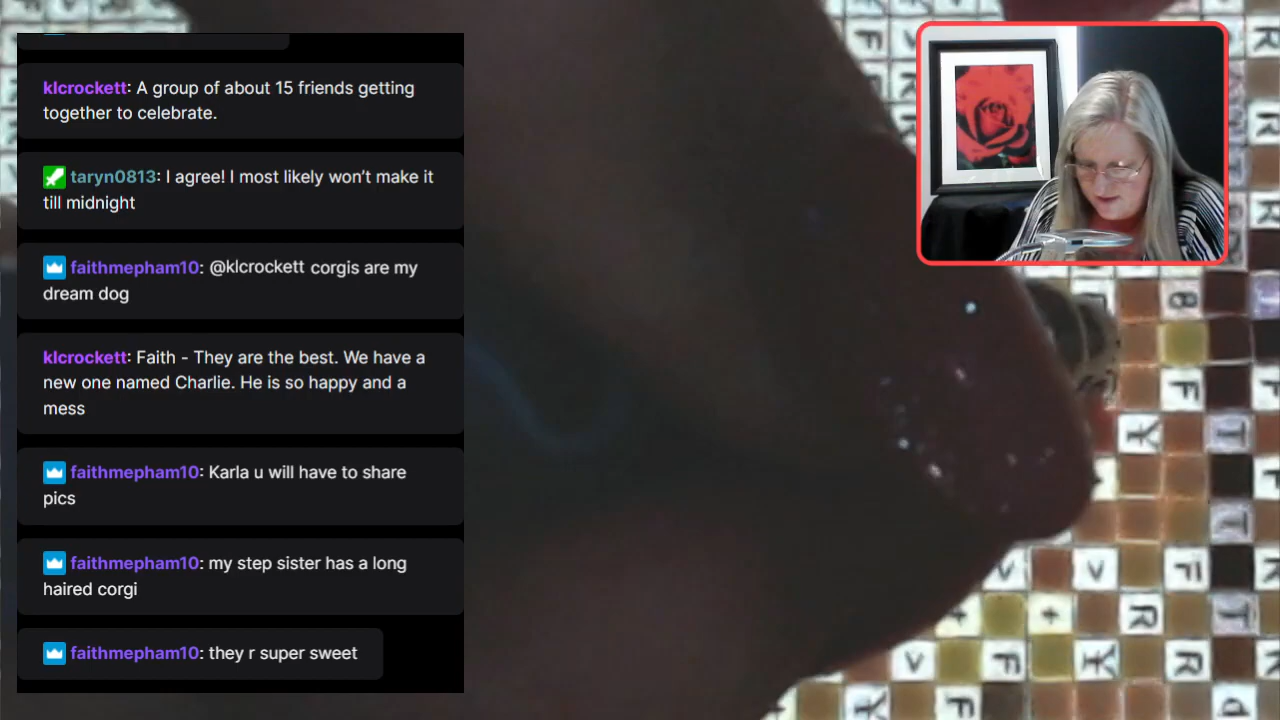 klcrockett: A group of about 15 friends getting
together to celebrate.
taryn0813: I agree! I most likely won't make it
till midnight
faithmepham10: @klcrockett corgis are my
dream dog
klcrockett: Faith - They are the best. We have a
new one named Charlie. He is so happy and a
mess
faithmepham10: Karla u will have to share
pics
faithmepham10: my step sister has a long
haired corgi
faithmepham10: they r super sweet